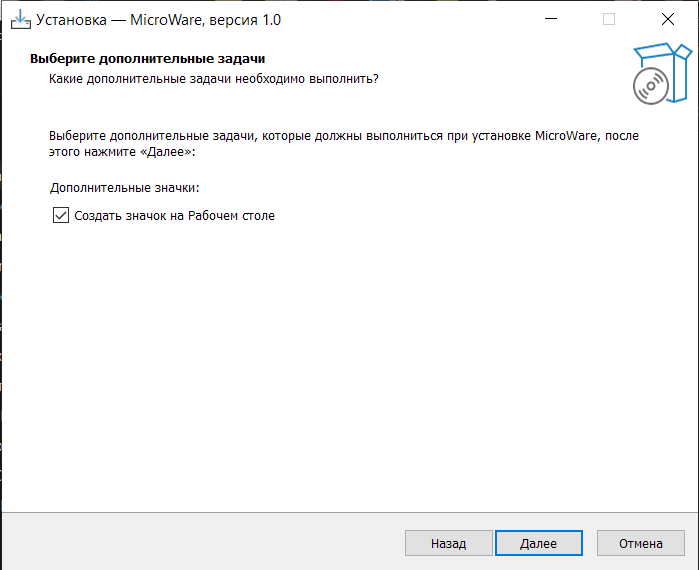 Установка — MicroWare, версия 1.0
Выберите дополнительные задачи
Какие дополнительные задачи необходимо выполнить?
Выберите дополнительные задачи, которые должны выполниться при установке MicroWare, после
этого нажмите «Далее»:
Дополнительные значки:
Создать значок на Рабочем столе
Назад Далее Отмена